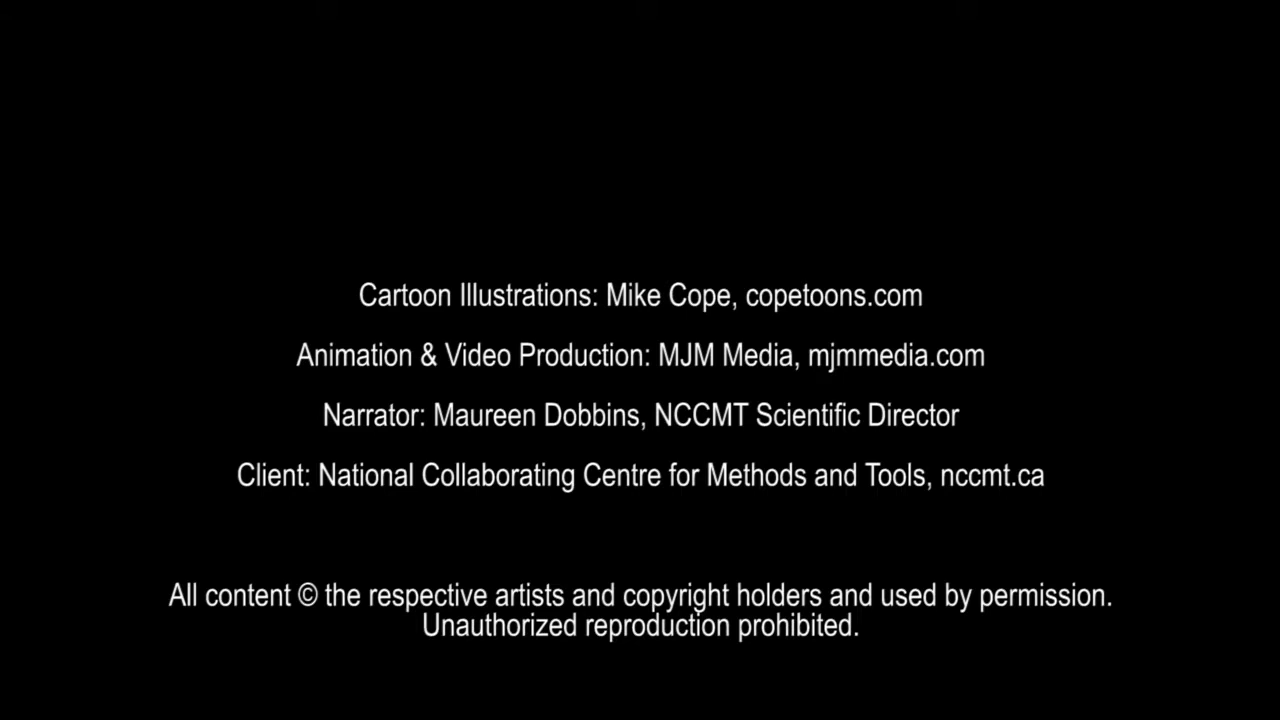 Cartoon Illustrations: Mike Cope, copetoons.com
Animation & Video Production: MJM Media, mjmmedia.com
Narrator: Maureen Dobbins, NCCMT Scientific Director
Client: National Collaborating Centre for Methods and Tools, nccmt.ca
All content © the respective artists and copyright holders and used by permission.
Unauthorized reproduction prohibited.